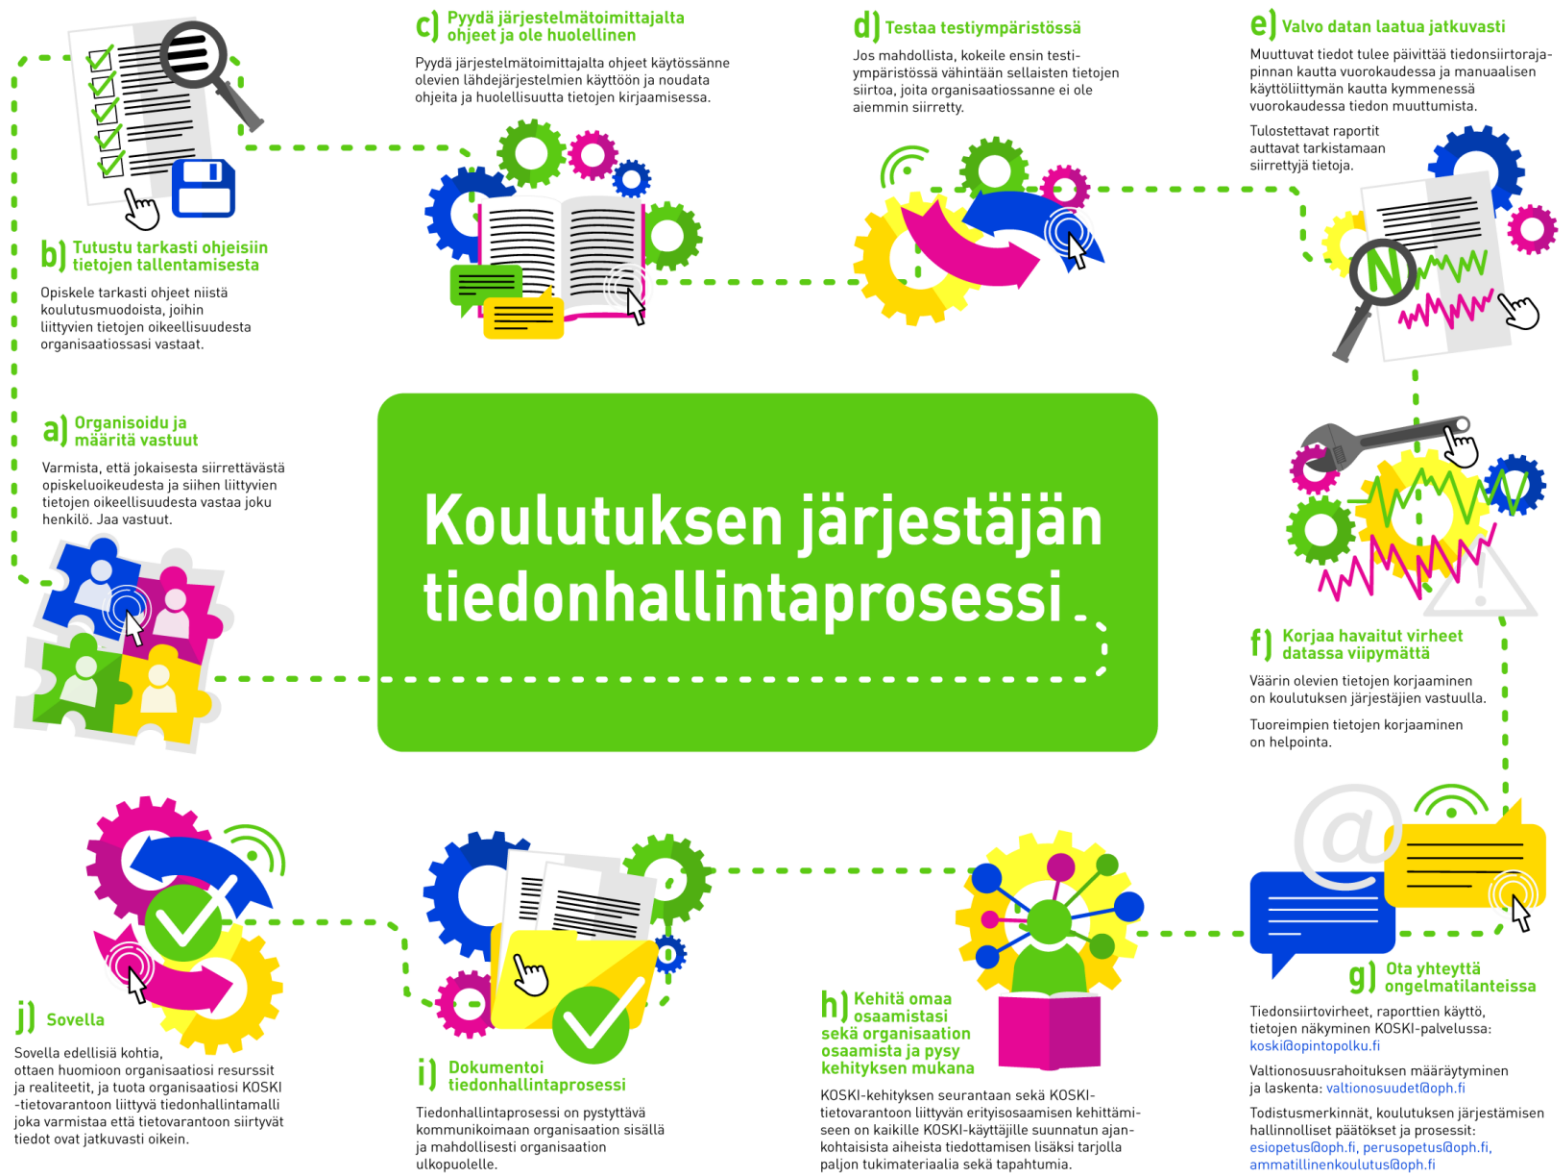 Koulutuksen järjestäjän
tiedonhallintaprosessi
a) Organisoidu ja
määritä vastuut
Varmista, että jokaisesta siirrettävästä
opiskeluoikeudesta ja siihen liittyvien
tietojen oikeellisuudesta vastaa joku
henkilö. Jaa vastuut.
b) Tutustu tarkasti ohjeisiin
tietojen tallentamisesta
Opiskele tarkasti ohjeet niistä
koulutusmuodoista, joihin
liittyvien tietojen oikeellisuudesta
organisaatiossasi vastaat.
c) Pyydä järjestelmätoimittajalta
ohjeet ja ole huolellinen
Pyydä järjestelmätoimittajalta ohjeet käytössänne
olevien lähdejärjestelmien käyttöön ja noudata
ohjeita ja huolellisuutta tietojen kirjaamisessa.
d) Testaa testiympäristössä
Jos mahdollista, kokeile ensin testi-
ympäristössä vähintään sellaisten tietojen
siirtoa, joita organisaatiossanne ei ole
aiemmin siirretty.
e) Valvo datan laatua jatkuvasti
Muuttuvat tiedot tulee päivittää tiedonsiirtoraja-
pinnan kautta vuorokaudessa ja manuaalisen
käyttöliittymän kautta kymmenessä
vuorokaudessa tiedon muuttumista.
Tulostettavat raportit
auttavat tarkistamaan
siirrettyjä tietoja.
f) Korjaa havaitut virheet
datassa viipymättä
Väärin olevien tietojen korjaaminen
on koulutuksen järjestäjien vastuulla.
Tuoreimpien tietojen korjaaminen
on helpointa.
@
g) Ota yhteyttä
ongelmatilanteissa
Tiedonsiirtovirheet, raporttien käyttö,
tietojen näkyminen KOSKI-palvelussa:
koski@opintopolku.fi
Valtionosuusrahoituksen määräytyminen
ja laskenta: valtionosuudet@oph.fi
Todistusmerkinnät, koulutuksen järjestämisen
hallinnolliset päätökset ja prosessit:
esiopetus@oph.fi, perusopetus@oph.fi,
ammatillinenkoulutus@oph.fi
h) Kehitä omaa
osaamistasi
sekä organisaation
osaamista ja pysy
kehityksen mukana
KOSKI-kehityksen seurantaan sekä KOSKI-
tietovarantoon liittyvän erityisosaamisen kehittämi-
seen on kaikille KOSKI-käyttäjille suunnatun ajan-
kohtaisista aiheista tiedottamisen lisäksi tarjolla
paljon tukimateriaalia sekä tapahtumia.
i) Dokumentoi
tiedonhallintaprosessi
Tiedonhallintaprosessi on pystyttävä
kommunikoimaan organisaation sisällä
ja mahdollisesti organisaation
ulkopuolelle.
j) Sovella
Sovella edellisiä kohtia,
ottaen huomioon organisaatiosi resurssit
ja realiteetit, ja tuota organisaatiosi KOSKI
-tietovarantoon liittyvä tiedonhallintamalli
joka varmistaa että tietovarantoon siirtyvät
tiedot ovat jatkuvasti oikein.